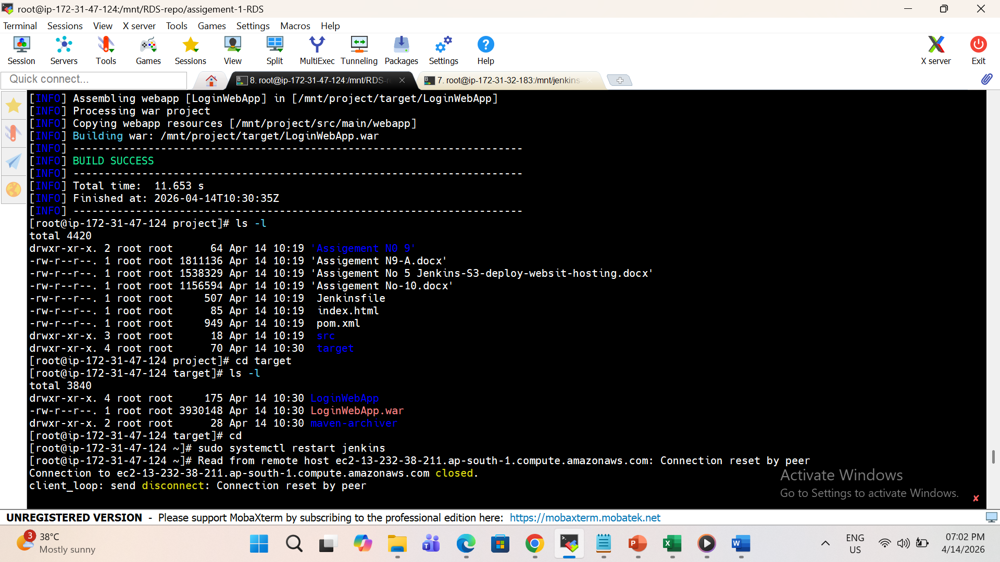 root@ip-172-31-47-124:/mnt/RDS-repo/assigement-1-RDS
Terminal Sessions View X server Tools Games Settings Macros Help
Session Servers Tools Games Sessions View Split MultiExec Tunneling Packages Settings Help X server Exit
Quick connect...
8. root@ip-172-31-47-124:/mnt/RDS-r
7. root@ip-172-31-32-183:/mnt/jenkins
[INFO] Assembling webapp [LoginWebApp] in [/mnt/project/target/LoginWebApp]
[INFO] Processing war project
[INFO] Copying webapp resources [/mnt/project/src/main/webapp]
[INFO] Building war: /mnt/project/target/LoginWebApp.war
[INFO] ------------------------------------------------------------------------
[INFO] BUILD SUCCESS
[INFO] ------------------------------------------------------------------------
[INFO] Total time:  11.653 s
[INFO] Finished at: 2026-04-14T10:30:35Z
[INFO] ------------------------------------------------------------------------
[root@ip-172-31-47-124 project]# ls -l
total 4420
drwxr-xr-x. 2 root root      64 Apr 14 10:19 'Assigement N0 9'
-rw-r--r--. 1 root root 1811136 Apr 14 10:19 'Assigement N9-A.docx'
-rw-r--r--. 1 root root 1538329 Apr 14 10:19 'Assigement No 5 Jenkins-S3-deploy-websit-hosting.docx'
-rw-r--r--. 1 root root 1156594 Apr 14 10:19 'Assigement No-10.docx'
-rw-r--r--. 1 root root     507 Apr 14 10:19  Jenkinsfile
-rw-r--r--. 1 root root      85 Apr 14 10:19  index.html
-rw-r--r--. 1 root root     949 Apr 14 10:19  pom.xml
drwxr-xr-x. 3 root root      18 Apr 14 10:19  src
drwxr-xr-x. 4 root root      70 Apr 14 10:30  target
[root@ip-172-31-47-124 project]# cd target
[root@ip-172-31-47-124 target]# ls -l
total 3840
drwxr-xr-x. 4 root root     175 Apr 14 10:30 LoginWebApp
-rw-r--r--. 1 root root 3930148 Apr 14 10:30 LoginWebApp.war
drwxr-xr-x. 2 root root      28 Apr 14 10:30 maven-archiver
[root@ip-172-31-47-124 target]# cd
[root@ip-172-31-47-124 ~]# sudo systemctl restart jenkins
[root@ip-172-31-47-124 ~]# Read from remote host ec2-13-232-38-211.ap-south-1.compute.amazonaws.com: Connection reset by peer
Connection to ec2-13-232-38-211.ap-south-1.compute.amazonaws.com closed.
client_loop: send disconnect: Connection reset by peer
Activate Windows
Go to Settings to activate Windows.
UNREGISTERED VERSION - Please support MobaXterm by subscribing to the professional edition here: https://mobaxterm.mobatek.net
3
38°C
Mostly sunny
ENG
US
07:02 PM
4/14/2026